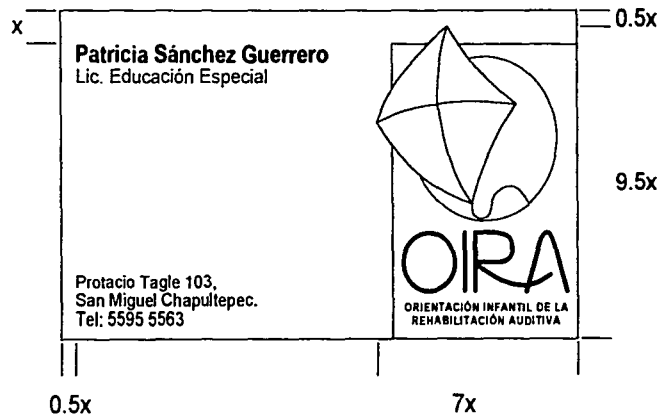 x
0.5x
Patricia Sánchez Guerrero
Lic. Educación Especial
9.5x
OIRA
ORIENTACIÓN INFANTIL DE LA
REHABILITACIÓN AUDITIVA
Protacio Tagle 103,
San Miguel Chapultepec.
Tel: 5595 5563
0.5x
7x